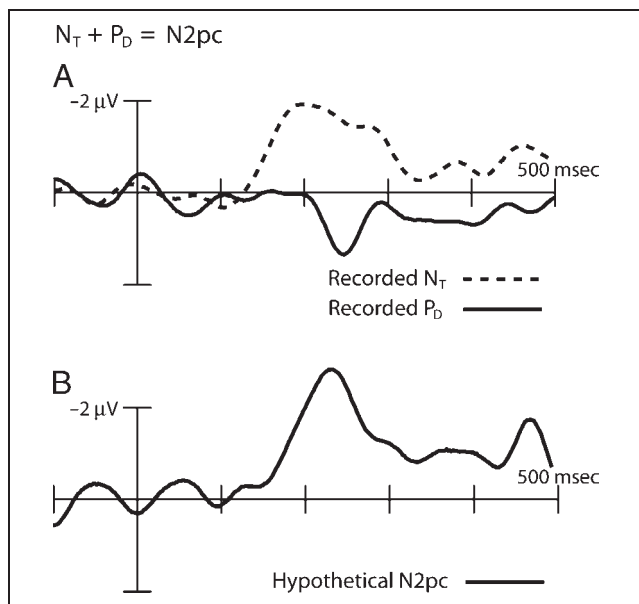 N_T + P_D = N2pc
A
–2 μV
500 msec
Recorded N_T
Recorded P_D
B
–2 μV
500 msec
Hypothetical N2pc